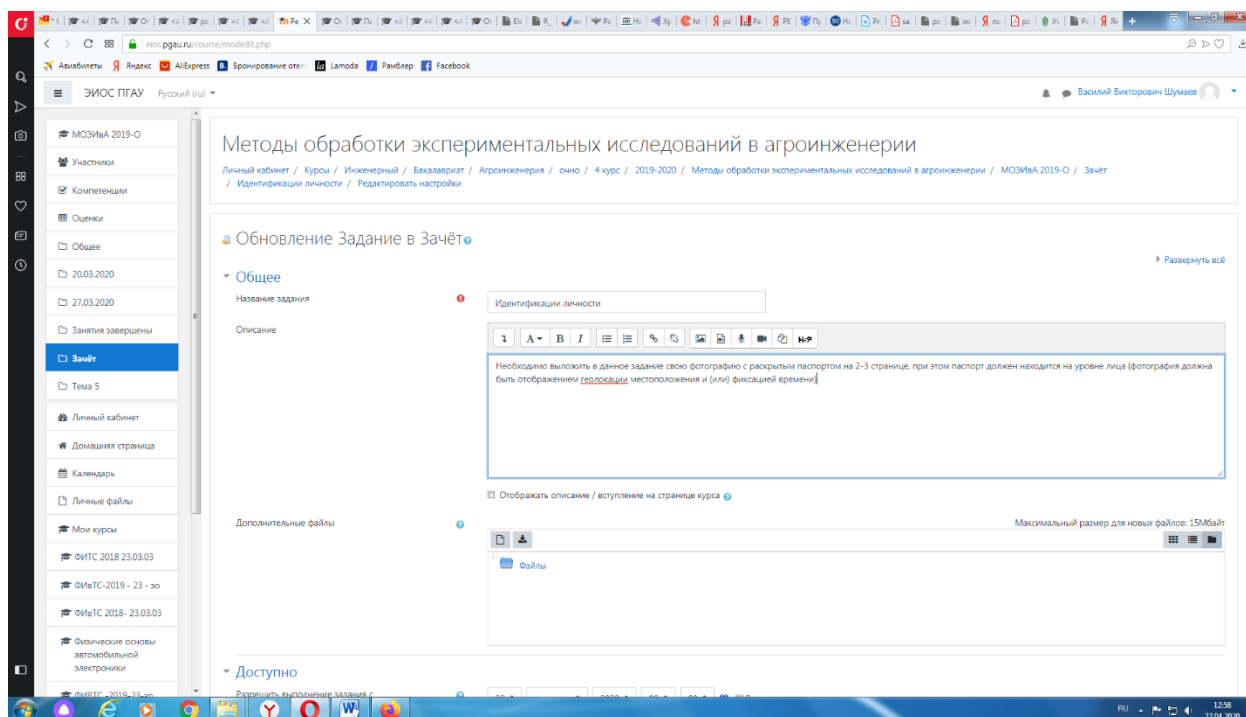 eios.pgau.ru/course/modedit.php
Авиабилеты Яндекс AliExpress Бронирование отел Lamoda Рамблер Facebook
ЭИОС ПГАУ Русский (ru)
Василий Викторович Шумаев
МОЭИвА 2019-О
Участники
Компетенции
Оценки
Общее
20.03.2020
27.03.2020
Занятия завершены
Зачёт
Тема 5
Личный кабинет
Домашняя страница
Календарь
Личные файлы
Мои курсы
ФИТС 2018 23.03.03
ФИвТС-2019 - 23 - зо
ФИвТС 2018- 23.03.03
Физические основы
автомобильной
электроники
Методы обработки экспериментальных исследований в агроинженерии
Личный кабинет / Курсы / Инженерный / Бакалавриат / Агроинженерия / очно / 4 курс / 2019-2020 / Методы обработки экспериментальных исследований в агроинженерии / МОЭИвА 2019-О / Зачёт
/ Идентификации личности / Редактировать настройки
Обновление Задание в Зачёт
Развернуть всё
Общее
Название задания
Идентификации личности
Описание
Необходимо выложить в данное задание свою фотографию с раскрытым паспортом на 2-3 странице, при этом паспорт должен находится на уровне лица (фотография должна
быть отображением геолокации местоположения и (или) фиксацией времени)
Отображать описание / вступление на странице курса
Дополнительные файлы
Максимальный размер для новых файлов: 15Мбайт
Файлы
Доступно
Разрешить выполнение задания с
RU
12:58
22.04.2020